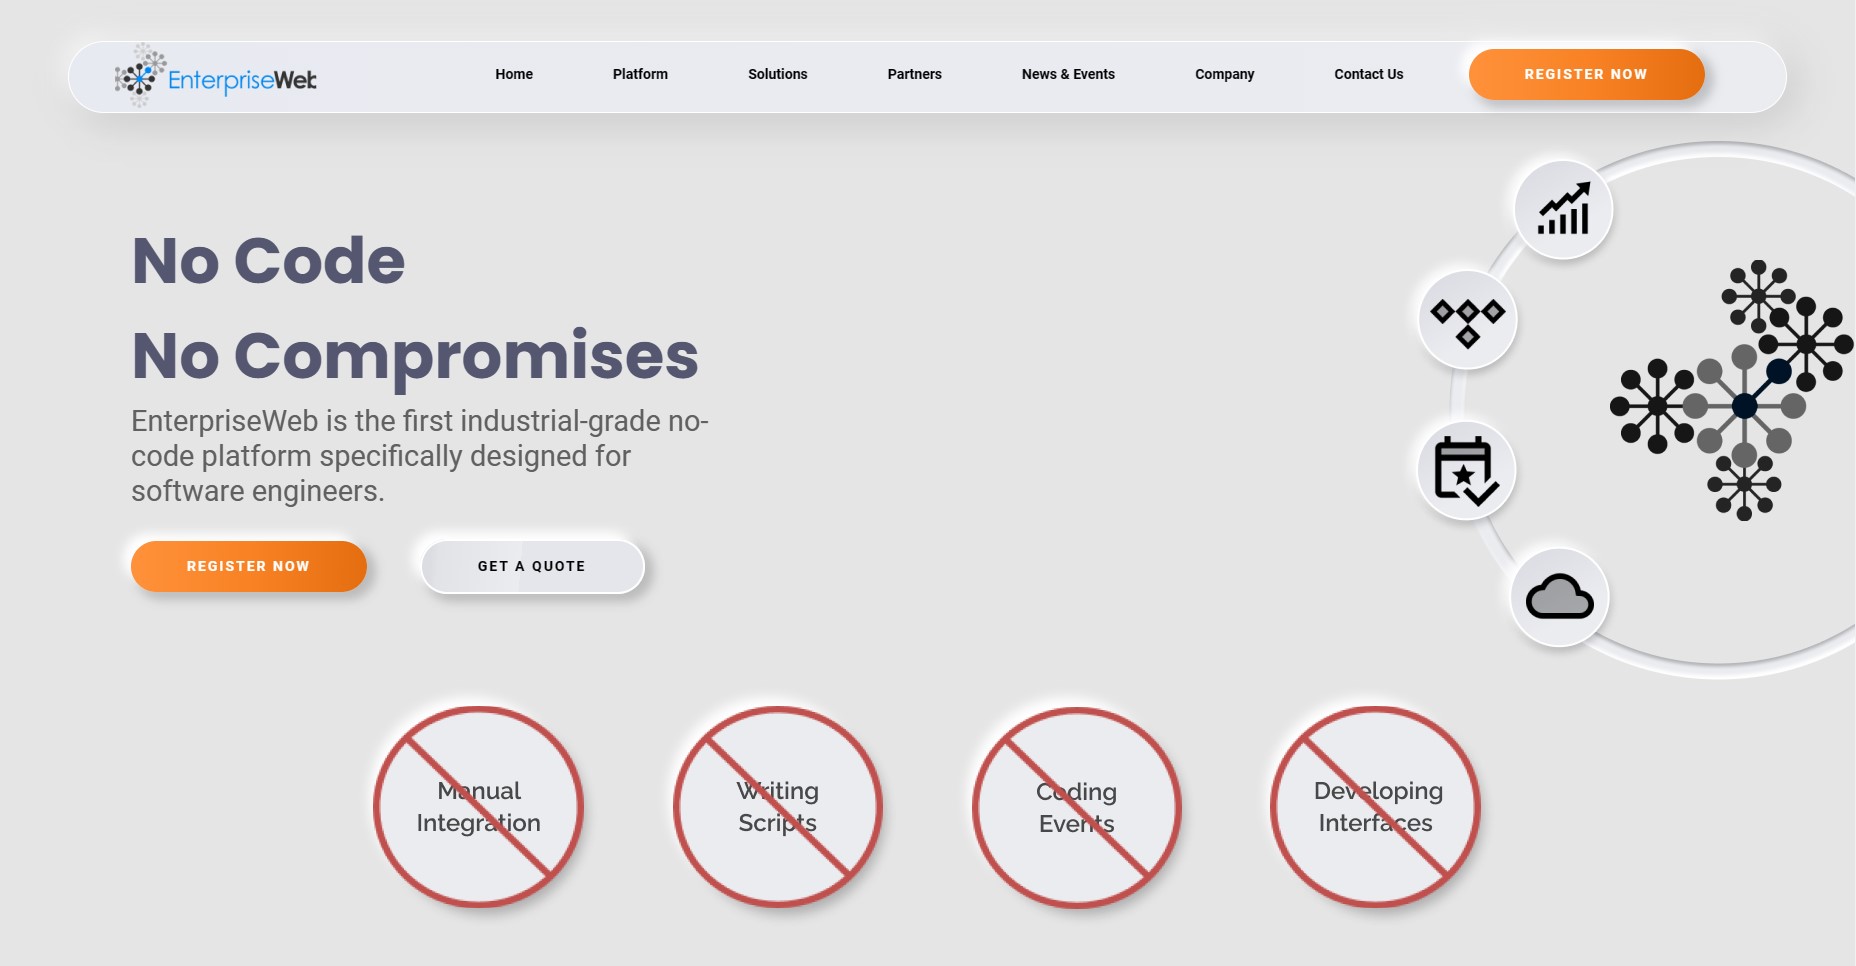 EnterpriseWeb
Home
Platform
Solutions
Partners
News & Events
Company
Contact Us
REGISTER NOW
No Code
No Compromises
EnterpriseWeb is the first industrial-grade no-
code platform specifically designed for
software engineers.
REGISTER NOW
GET A QUOTE
Manual
Integration
Writing
Scripts
Coding
Events
Developing
Interfaces